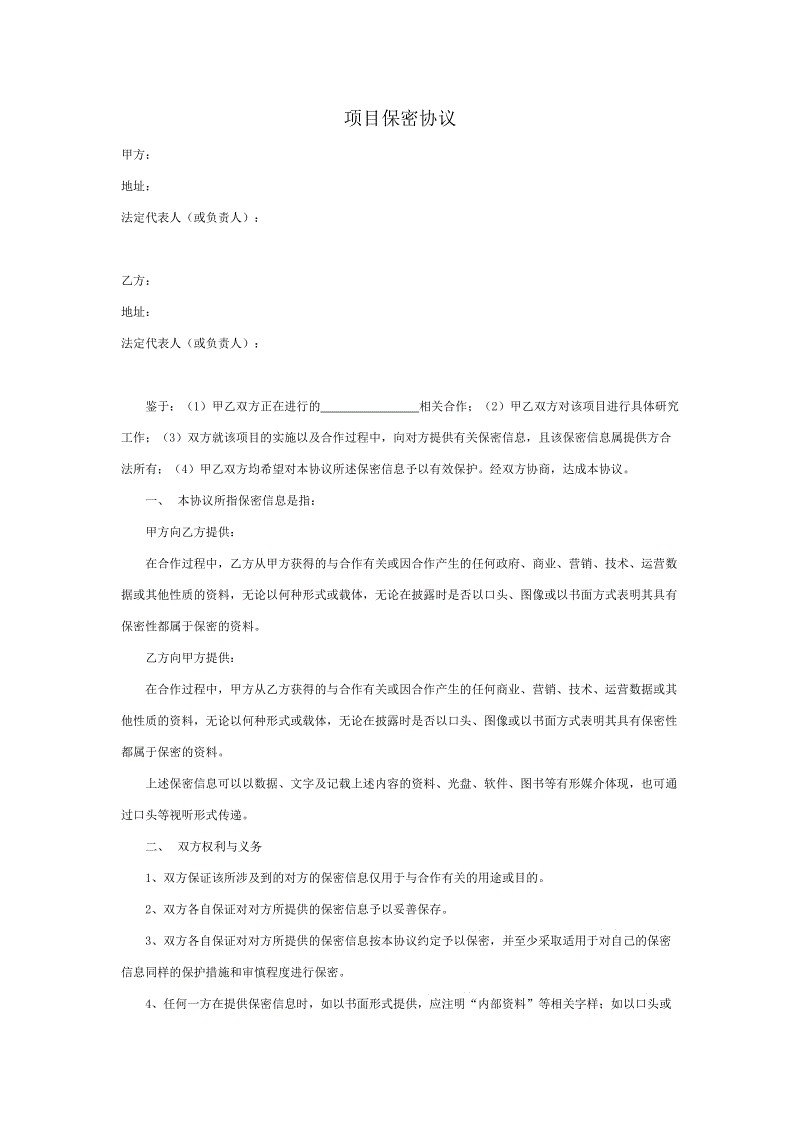 项目保密协议
甲方：
地址：
法定代表人（或负责人）：
乙方：
地址：
法定代表人（或负责人）：
鉴于：（1）甲乙双方正在进行的________________相关合作；（2）甲乙双方对该项目进行具体研究
工作；（3）双方就该项目的实施以及合作过程中，向对方提供有关保密信息，且该保密信息属提供方合
法所有；（4）甲乙双方均希望对本协议所述保密信息予以有效保护。经双方协商，达成本协议。
一、 本协议所指保密信息是指：
甲方向乙方提供：
在合作过程中，乙方从甲方获得的与合作有关或因合作产生的任何政府、商业、营销、技术、运营数
据或其他性质的资料，无论以何种形式或载体，无论在披露时是否以口头、图像或以书面方式表明其具有
保密性都属于保密的资料。
乙方向甲方提供：
在合作过程中，甲方从乙方获得的与合作有关或因合作产生的任何商业、营销、技术、运营数据或其
他性质的资料，无论以何种形式或载体，无论在披露时是否以口头、图像或以书面方式表明其具有保密性
都属于保密的资料。
上述保密信息可以以数据、文字及记载上述内容的资料、光盘、软件、图书等有形媒介体现，也可通
过口头等视听形式传递。
二、 双方权利与义务
1、双方保证该所涉及到的对方的保密信息仅用于与合作有关的用途或目的。
2、双方各自保证对对方所提供的保密信息予以妥善保存。
3、双方各自保证对对方所提供的保密信息按本协议约定予以保密，并至少采取适用于对自己的保密
信息同样的保护措施和审慎程度进行保密。
4、任何一方在提供保密信息时，如以书面形式提供，应注明“内部资料”等相关字样；如以口头或